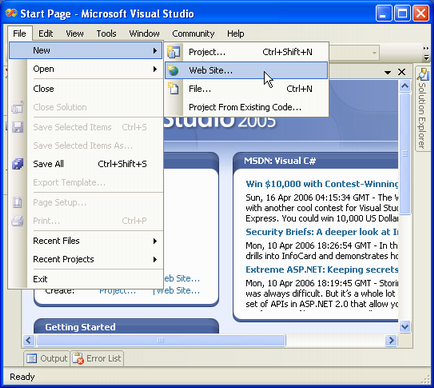 Start Page - Microsoft Visual Studio
File Edit View Tools Window Community Help
New
Open
Close
Close Solution
Save Selected Items Ctrl+S
Save Selected Items As...
Save All Ctrl+Shift+S
Export Template...
Page Setup...
Print... Ctrl+P
Recent Files
Recent Projects
Exit
Project... Ctrl+Shift+N
Web Site...
File... Ctrl+N
Project From Existing Code...
Studio 2005
MSDN: Visual C#
Win $10,000 with Contest-Winning
Sun, 16 Apr 2006 04:15:34 GMT - The W
with another cool contest for Visual Stud
Express. You could win 10,000 US Dollar
Security Briefs: A deeper look at I
Mon, 10 Apr 2006 18:26:54 GMT - In th
drills into InfoCard and demonstrates ho
Extreme ASP.NET: Keeping secrets
Mon, 10 Apr 2006 18:19:45 GMT - Storin
was always difficult. But it's a whole lot
set of APIs in ASP.NET 2.0 that allow you
Web Site...
Create: Project... Web Site...
Getting Started
Solution Explorer
Output Error List
Ready